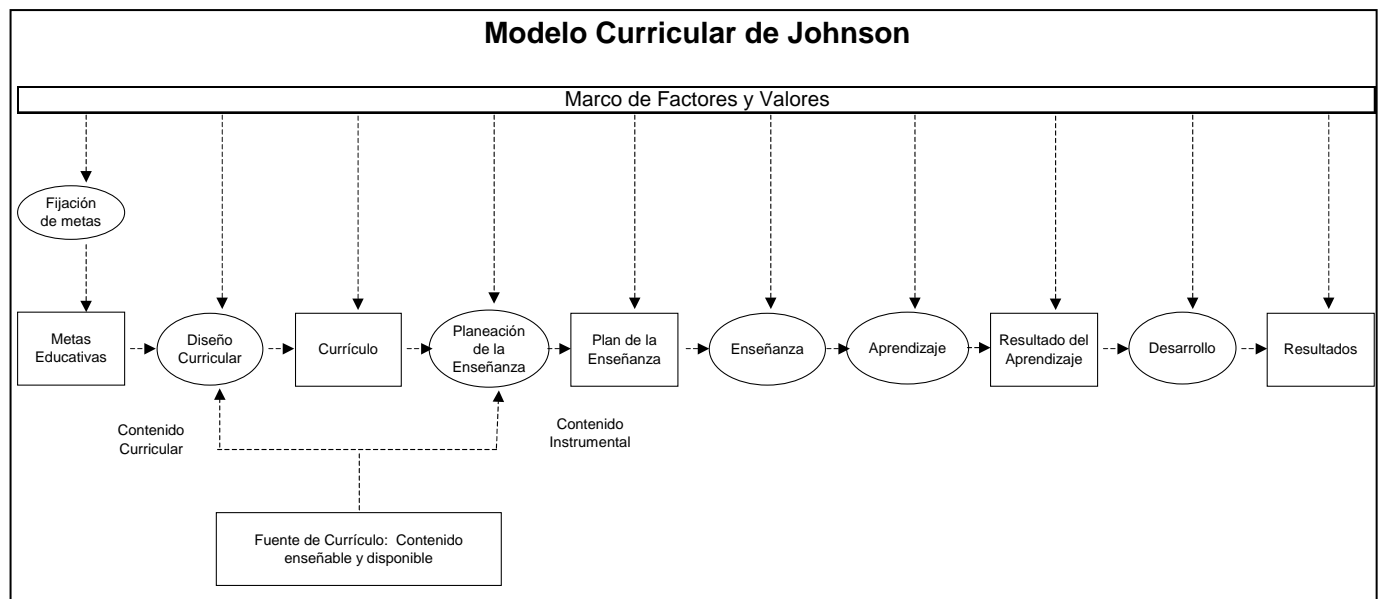 Modelo Curricular de Johnson
Marco de Factores y Valores
Fijación
de metas
Metas
Educativas
Diseño
Curricular
Currículo
Planeación
de la
Enseñanza
Plan de la
Enseñanza
Enseñanza
Aprendizaje
Resultado del
Aprendizaje
Desarrollo
Resultados
Contenido
Curricular
Contenido
Instrumental
Fuente de Currículo: Contenido
enseñable y disponible